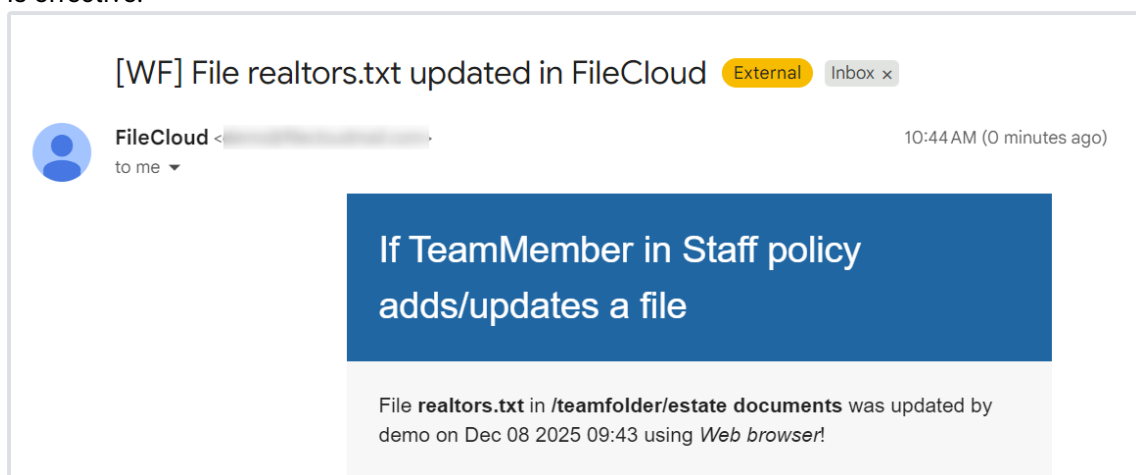 [WF] File realtors.txt updated in FileCloud External Inbox x
FileCloud < 10:44 AM (0 minutes ago)
to me
If TeamMember in Staff policy
adds/updates a file
File realtors.txt in /teamfolder/estate documents was updated by
demo on Dec 08 2025 09:43 using Web browser!